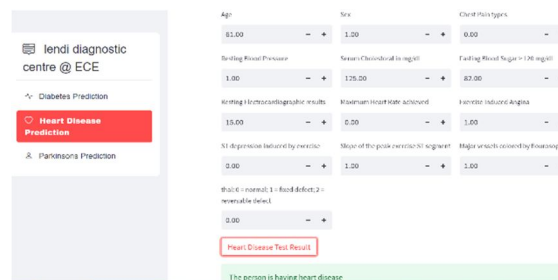 lendi diagnostic
centre @ ECE
Diabetes Prediction
Heart Disease
Prediction
Parkinsons Prediction
Age
Sex
Chest Pain types
81.00 - +
1.00 - +
0.00 -
Resting Blood Pressure
Serum Cholestoral in mg/dl
Fasting Blood Sugar > 120 mg/dl
1.00 - +
125.00 - +
82.00 -
Resting Electrocardiographic results
Maximum Heart Rate achieved
Exercise Induced Angina
15.00 - +
0.00 - +
1.00 -
ST depression induced by exercise
Slope of the peak exercise ST segment
Major vessels colored by flourosop
0.00 - +
1.00 - +
1.00 -
thal: 0 = normal; 1 = fixed defect; 2 =
reversable defect
0.00 - +
Heart Disease Test Result
The person is having heart disease